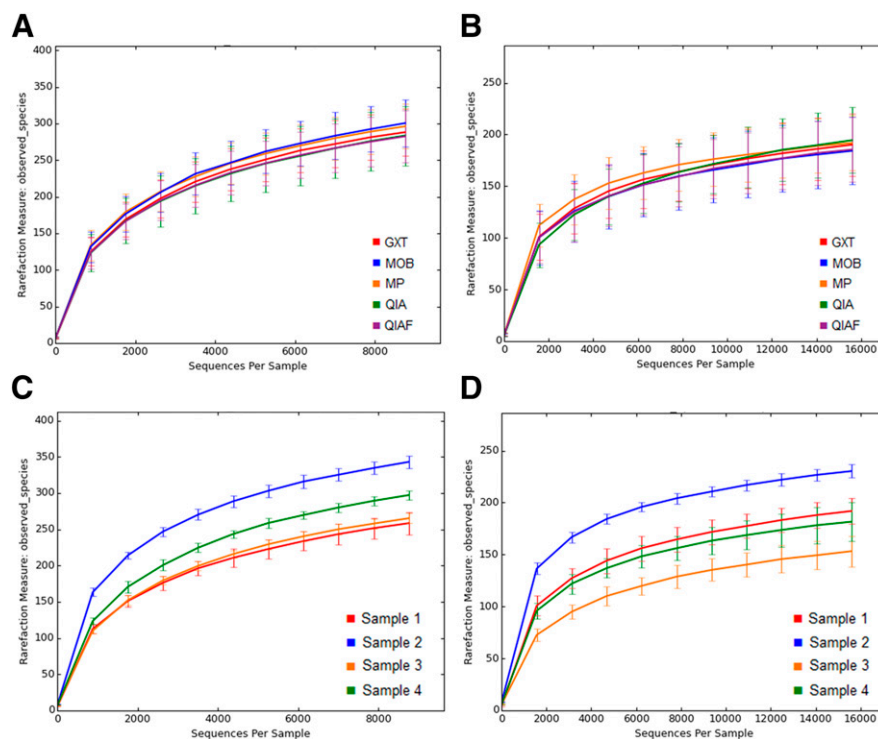 A
Rarefaction Measure: observed_species
400
350
300
250
200
150
100
50
0
0
2000
4000
6000
8000
Sequences Per Sample
GXT
MOB
MP
QIA
QIAF
B
Rarefaction Measure: observed_species
250
200
150
100
50
0
0
2000
4000
6000
8000
10000
12000
14000
16000
Sequences Per Sample
GXT
MOB
MP
QIA
QIAF
C
Rarefaction Measure: observed_species
400
350
300
250
200
150
100
50
0
0
2000
4000
6000
8000
Sequences Per Sample
Sample 1
Sample 2
Sample 3
Sample 4
D
Rarefaction Measure: observed_species
250
200
150
100
50
0
0
2000
4000
6000
8000
10000
12000
14000
16000
Sequences Per Sample
Sample 1
Sample 2
Sample 3
Sample 4